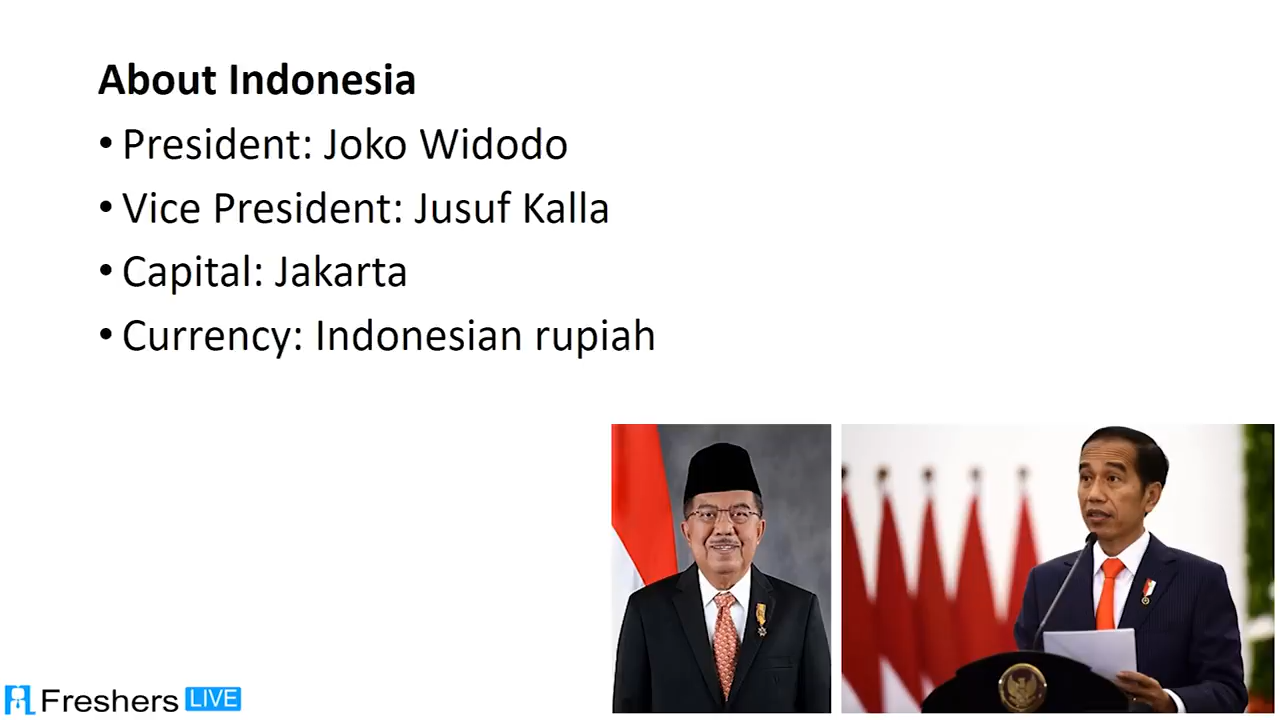 About Indonesia
• President: Joko Widodo
• Vice President: Jusuf Kalla
• Capital: Jakarta
• Currency: Indonesian rupiah
Freshers LIVE